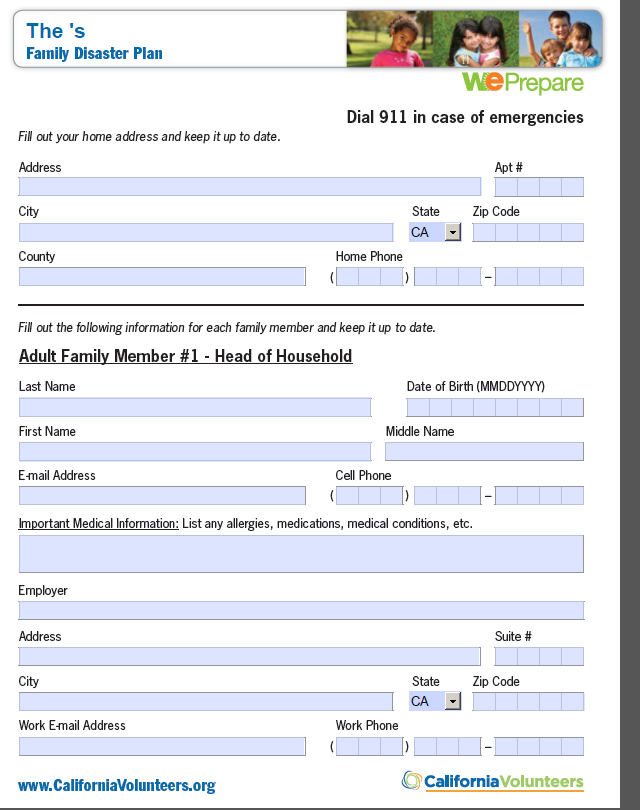 The 's
Family Disaster Plan
WePrepare
Dial 911 in case of emergencies
Fill out your home address and keep it up to date.
Address Apt #
City State Zip Code
CA
County Home Phone
( ) –
Fill out the following information for each family member and keep it up to date.
Adult Family Member #1 - Head of Household
Last Name Date of Birth (MMDDYYYY)
First Name Middle Name
E-mail Address Cell Phone
( ) –
Important Medical Information: List any allergies, medications, medical conditions, etc.
Employer
Address Suite #
City State Zip Code
CA
Work E-mail Address Work Phone
( ) –
www.CaliforniaVolunteers.org CaliforniaVolunteers